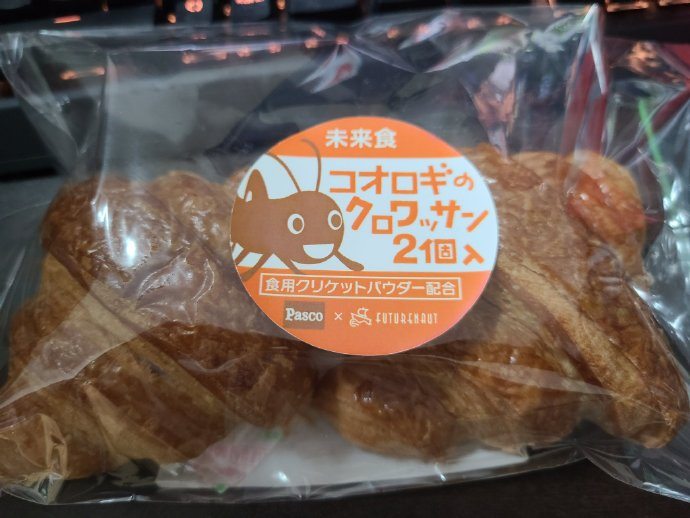 未来食
コオロギの
クロワッサン
2個入
食用クリケットパウダー配合
Pasco × FUTURENAUT